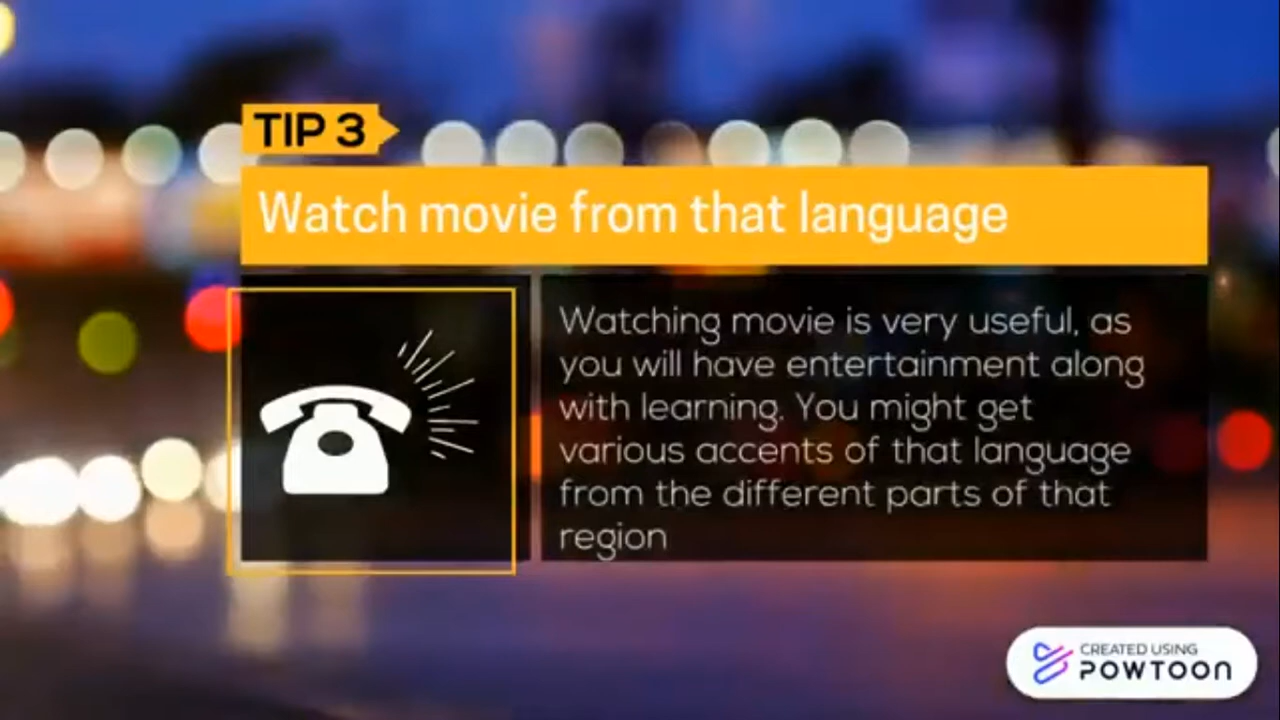 TIP 3
Watch movie from that language
Watching movie is very useful, as
you will have entertainment along
with learning. You might get
various accents of that language
from the different parts of that
region
CREATED USING
POWTOON